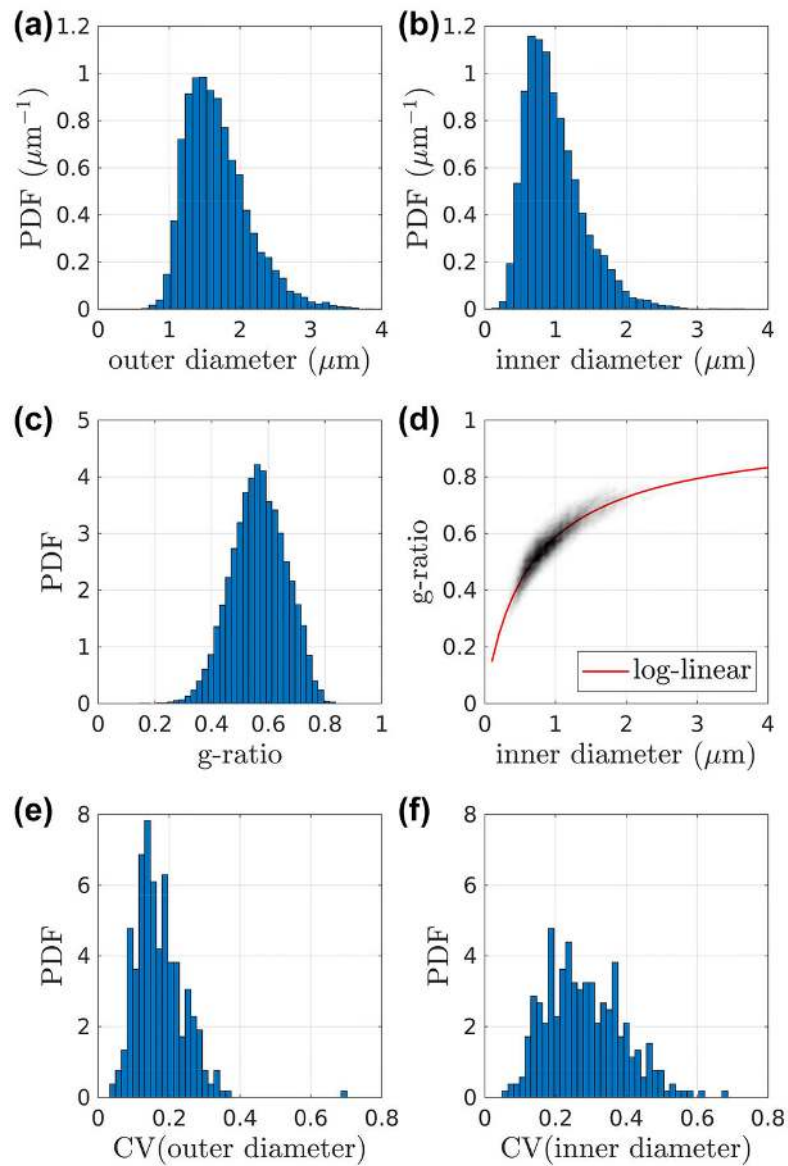 (a)
1.2
1
0.8
0.6
0.4
0.2
0
PDF (μm⁻¹)
0 1 2 3 4
outer diameter (μm)
(b)
1.2
1
0.8
0.6
0.4
0.2
0
PDF (μm⁻¹)
0 1 2 3 4
inner diameter (μm)
(c)
5
4
3
2
1
0
PDF
0.2 0.4 0.6 0.8 1
g-ratio
(d)
1
0.8
0.6
0.4
0.2
0
g-ratio
log-linear
0 1 2 3 4
inner diameter (μm)
(e)
8
6
4
2
0
PDF
0 0.2 0.4 0.6 0.8
CV(outer diameter)
(f)
8
6
4
2
0
PDF
0 0.2 0.4 0.6 0.8
CV(inner diameter)